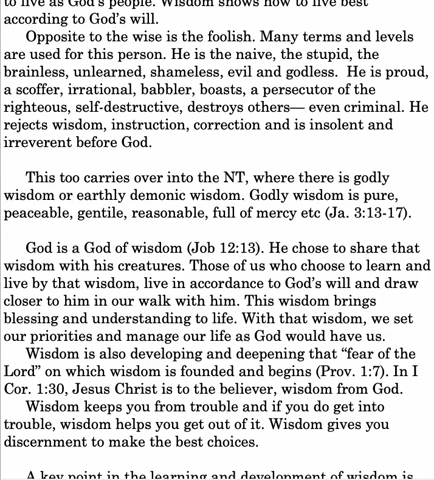 to live as God's people. Wisdom shows how to live best
according to God's will.
Opposite to the wise is the foolish. Many terms and levels
are used for this person. He is the naive, the stupid, the
brainless, unlearned, shameless, evil and godless.  He is proud,
a scoffer, irrational, babbler, boasts, a persecutor of the
righteous, self-destructive, destroys others— even criminal. He
rejects wisdom, instruction, correction and is insolent and
irreverent before God.
This too carries over into the NT, where there is godly
wisdom or earthly demonic wisdom. Godly wisdom is pure,
peaceable, gentile, reasonable, full of mercy etc (Ja. 3:13-17).
God is a God of wisdom (Job 12:13). He chose to share that
wisdom with his creatures. Those of us who choose to learn and
live by that wisdom, live in accordance to God's will and draw
closer to him in our walk with him. This wisdom brings
blessing and understanding to life. With that wisdom, we set
our priorities and manage our life as God would have us.
Wisdom is also developing and deepening that “fear of the
Lord” on which wisdom is founded and begins (Prov. 1:7). In I
Cor. 1:30, Jesus Christ is to the believer, wisdom from God.
Wisdom keeps you from trouble and if you do get into
trouble, wisdom helps you get out of it. Wisdom gives you
discernment to make the best choices.
A key point in the learning and development of wisdom is